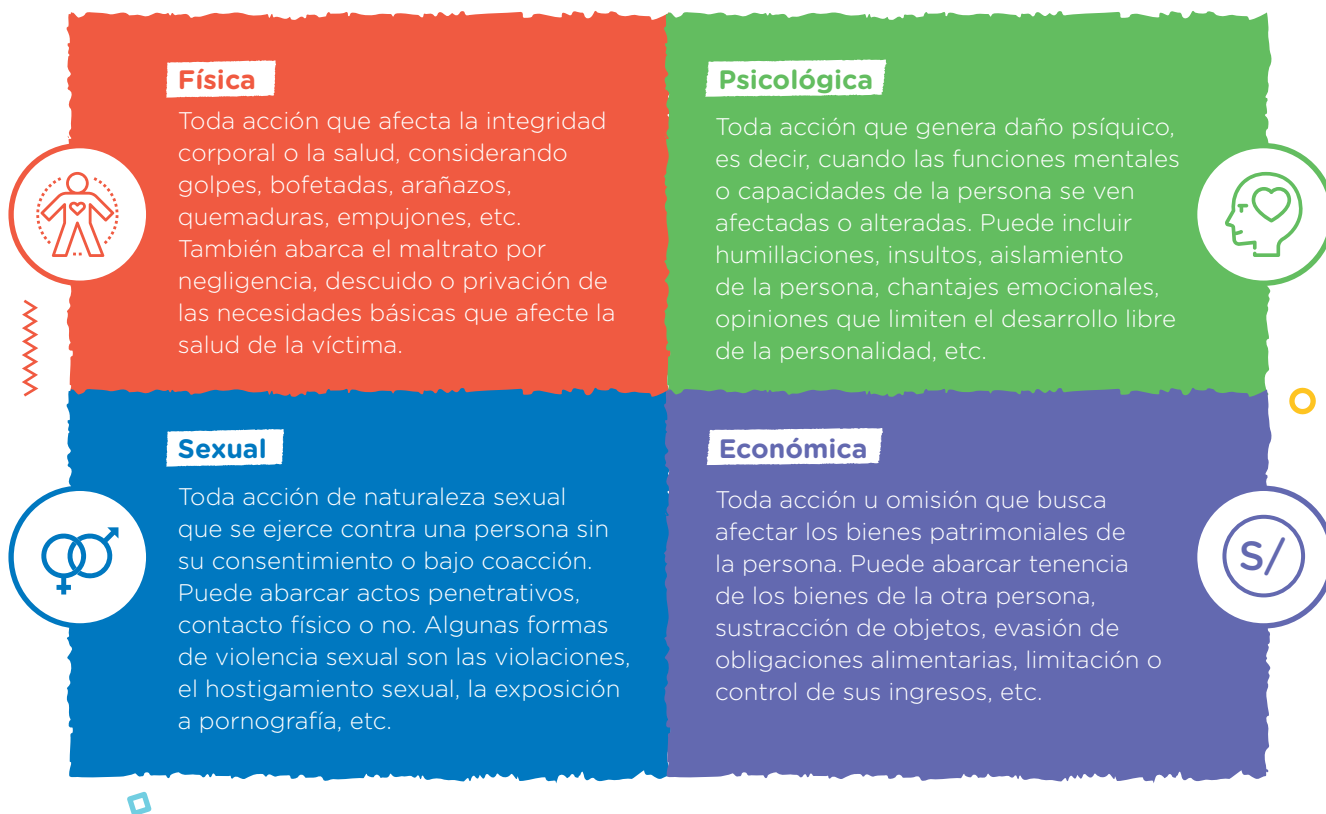 Física
Toda acción que afecta la integridad
corporal o la salud, considerando
golpes, bofetadas, arañazos,
quemaduras, empujones, etc.
También abarca el maltrato por
negligencia, descuido o privación de
las necesidades básicas que afecte la
salud de la víctima.
Psicológica
Toda acción que genera daño psíquico,
es decir, cuando las funciones mentales
o capacidades de la persona se ven
afectadas o alteradas. Puede incluir
humillaciones, insultos, aislamiento
de la persona, chantajes emocionales,
opiniones que limiten el desarrollo libre
de la personalidad, etc.
Sexual
Toda acción de naturaleza sexual
que se ejerce contra una persona sin
su consentimiento o bajo coacción.
Puede abarcar actos penetrativos,
contacto físico o no. Algunas formas
de violencia sexual son las violaciones,
el hostigamiento sexual, la exposición
a pornografía, etc.
Económica
Toda acción u omisión que busca
afectar los bienes patrimoniales de
la persona. Puede abarcar tenencia
de los bienes de la otra persona,
sustracción de objetos, evasión de
obligaciones alimentarias, limitación o
control de sus ingresos, etc.
S/